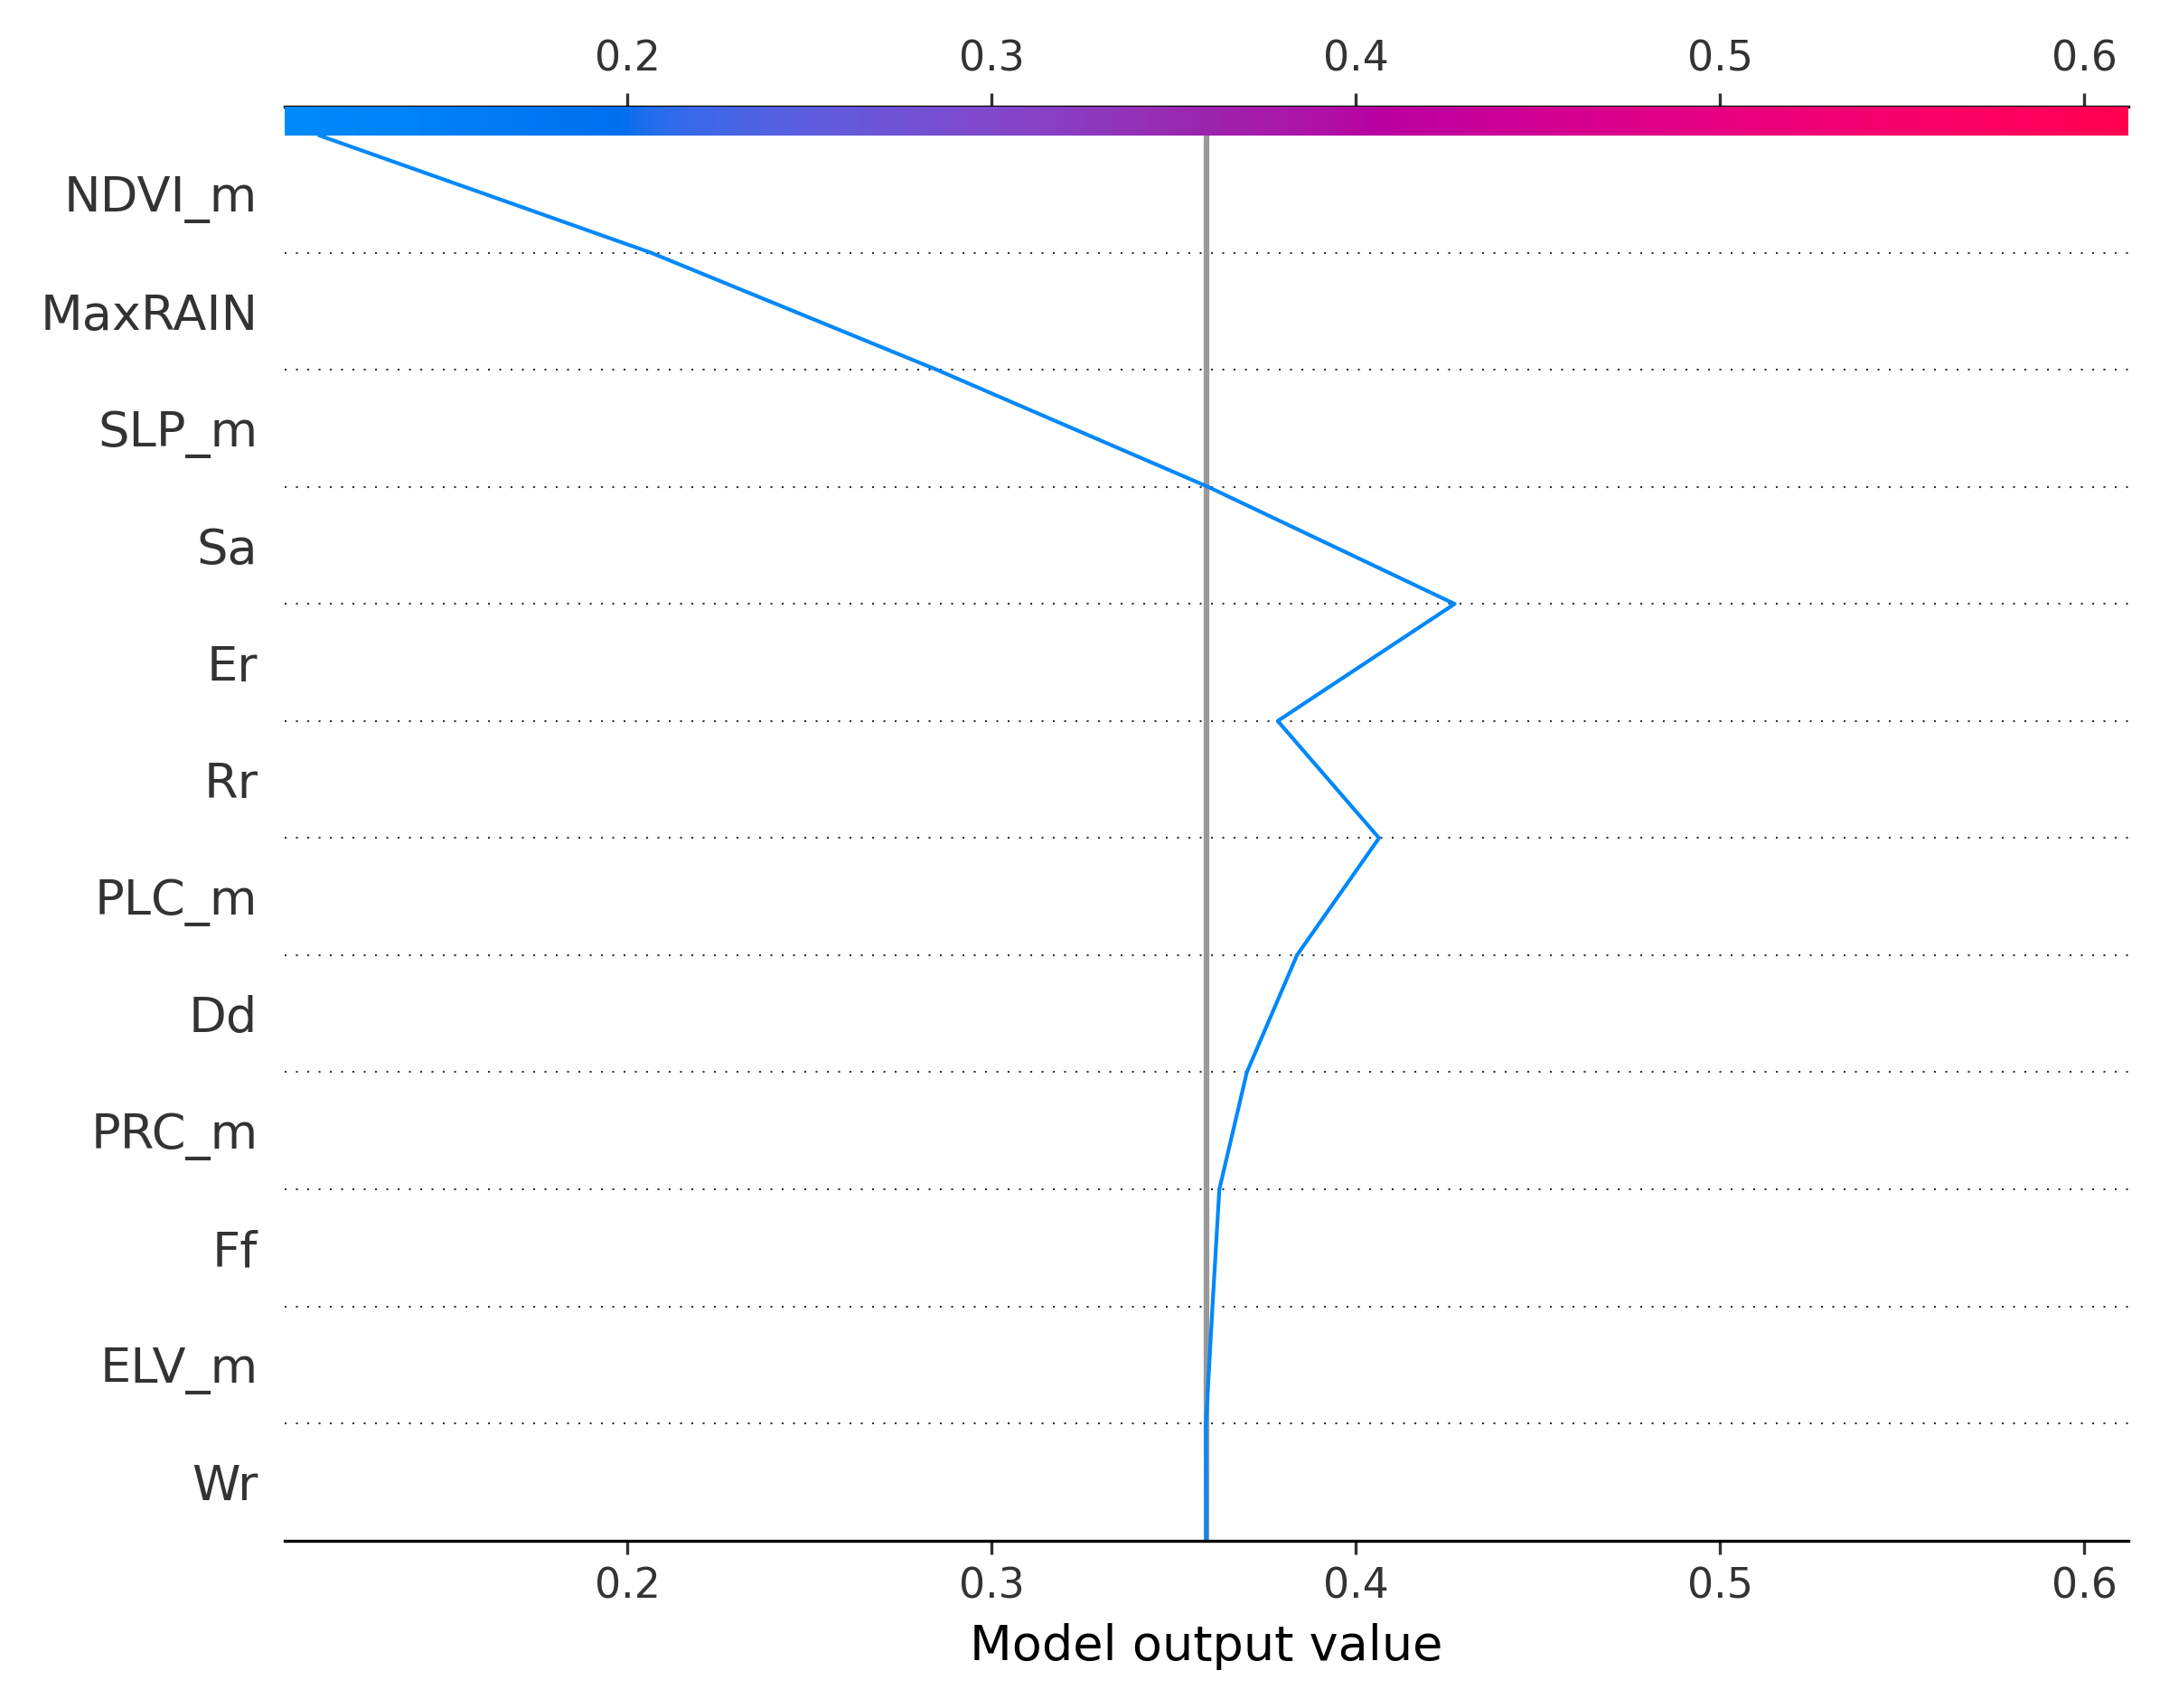 0.2 0.3 0.4 0.5 0.6
NDVI_m
MaxRAIN
SLP_m
Sa
Er
Rr
PLC_m
Dd
PRC_m
Ff
ELV_m
Wr
0.2 0.3 0.4 0.5 0.6
Model output value